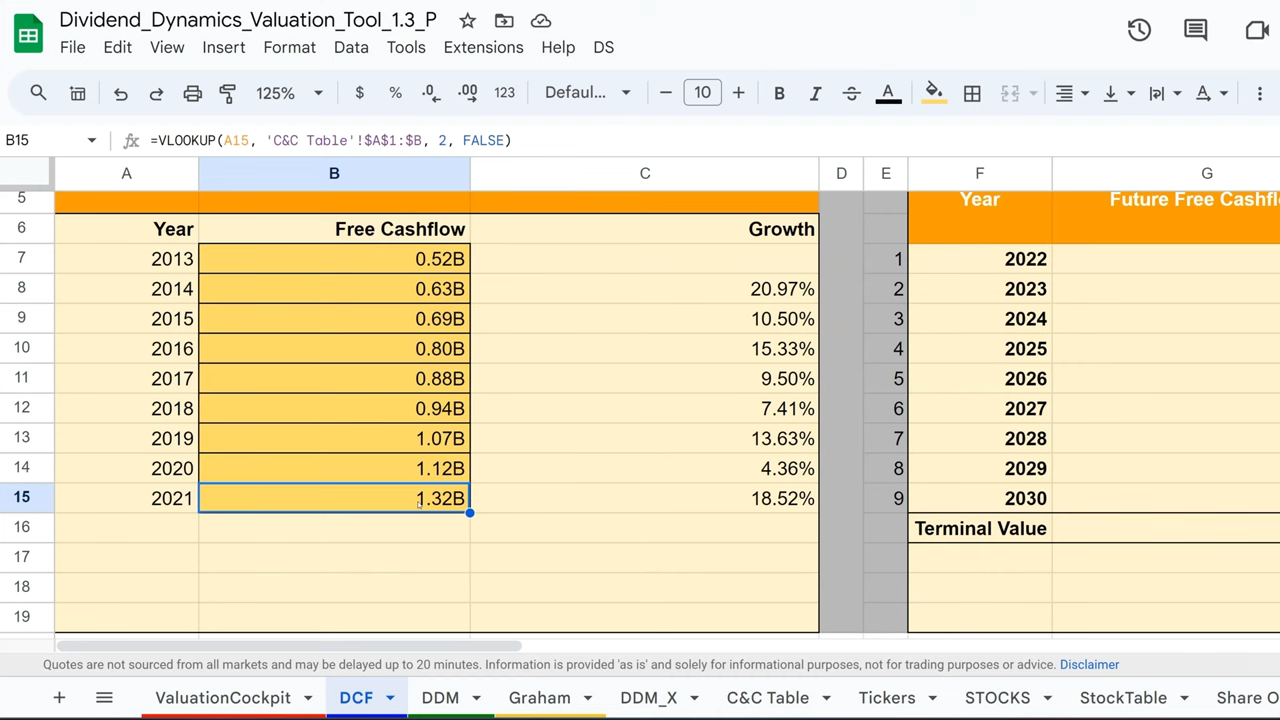 Dividend_Dynamics_Valuation_Tool_1.3_P
File Edit View Insert Format Data Tools Extensions Help DS
125% $ % .0 .00 123 Defaul... 10 B I A
B15 fx =VLOOKUP(A15, 'C&C Table'!$A$1:$B, 2, FALSE)
A B C D E F G
5 Year Future Free Cashfl
6 Year Free Cashflow Growth
7 2013 0.52B 1 2022
8 2014 0.63B 20.97% 2 2023
9 2015 0.69B 10.50% 3 2024
10 2016 0.80B 15.33% 4 2025
11 2017 0.88B 9.50% 5 2026
12 2018 0.94B 7.41% 6 2027
13 2019 1.07B 13.63% 7 2028
14 2020 1.12B 4.36% 8 2029
15 2021 1.32B 18.52% 9 2030
16 Terminal Value
17
18
19
Quotes are not sourced from all markets and may be delayed up to 20 minutes. Information is provided 'as is' and solely for informational purposes, not for trading purposes or advice. Disclaimer
ValuationCockpit DCF DDM Graham DDM_X C&C Table Tickers STOCKS StockTable Share O